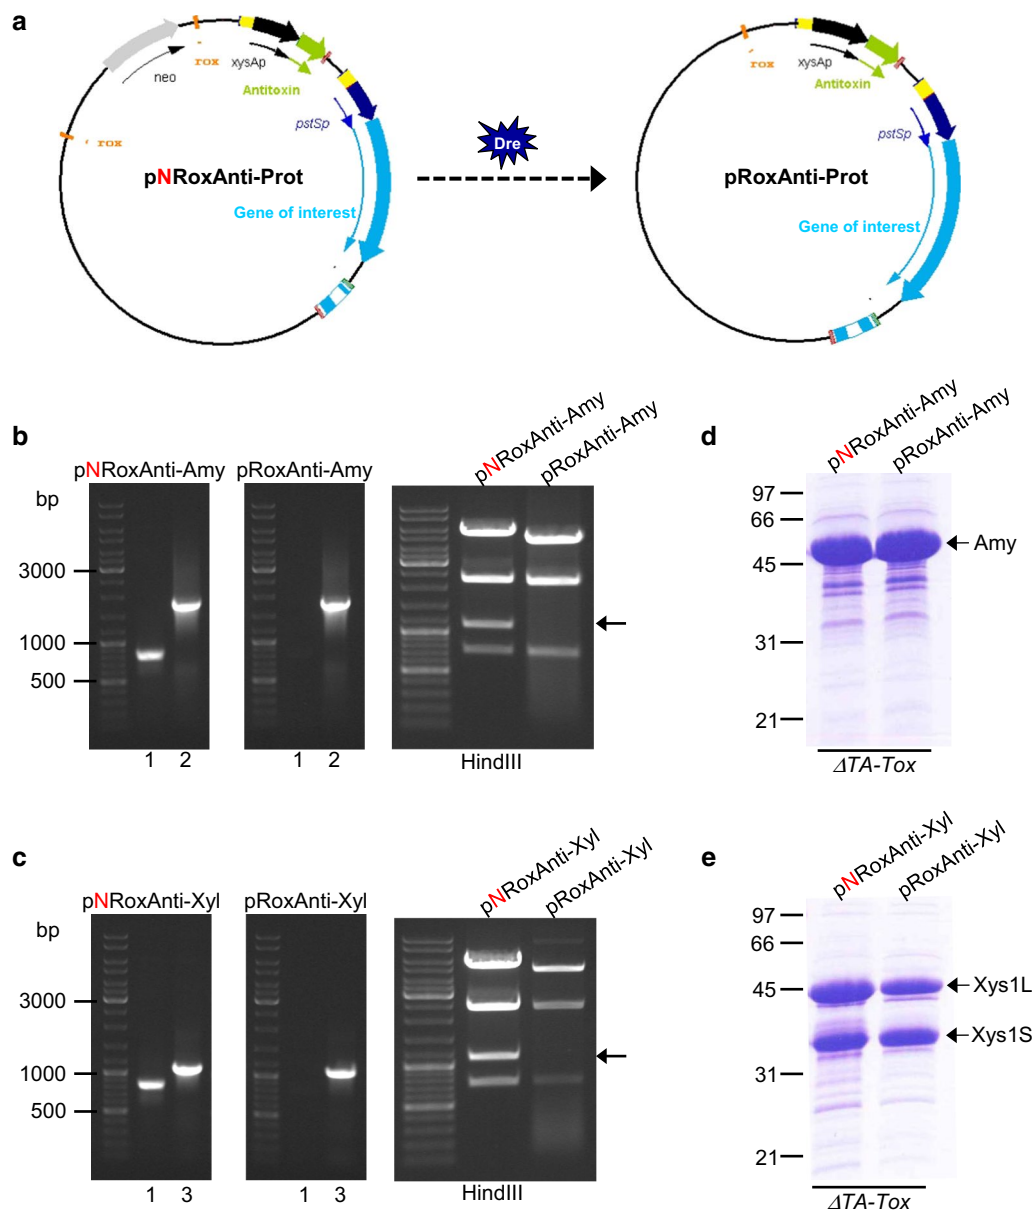 a
neo
rox
xysAp
Antitoxin
pstSp
rox
pNRoxAnti-Prot
Gene of interest
Dre
rox
xysAp
Antitoxin
pstSp
pRoxAnti-Prot
Gene of interest
b
pNRoxAnti-Amy
pRoxAnti-Amy
pNRoxAnti-Amy
pRoxAnti-Amy
bp
3000
1000
500
1 2
1 2
HindIII
d
pNRoxAnti-Amy
pRoxAnti-Amy
97
66
45
31
21
Amy
ΔTA-Tox
c
pNRoxAnti-Xyl
pRoxAnti-Xyl
pNRoxAnti-Xyl
pRoxAnti-Xyl
bp
3000
1000
500
1 3
1 3
HindIII
e
pNRoxAnti-Xyl
pRoxAnti-Xyl
97
66
45
31
21
Xys1L
Xys1S
ΔTA-Tox